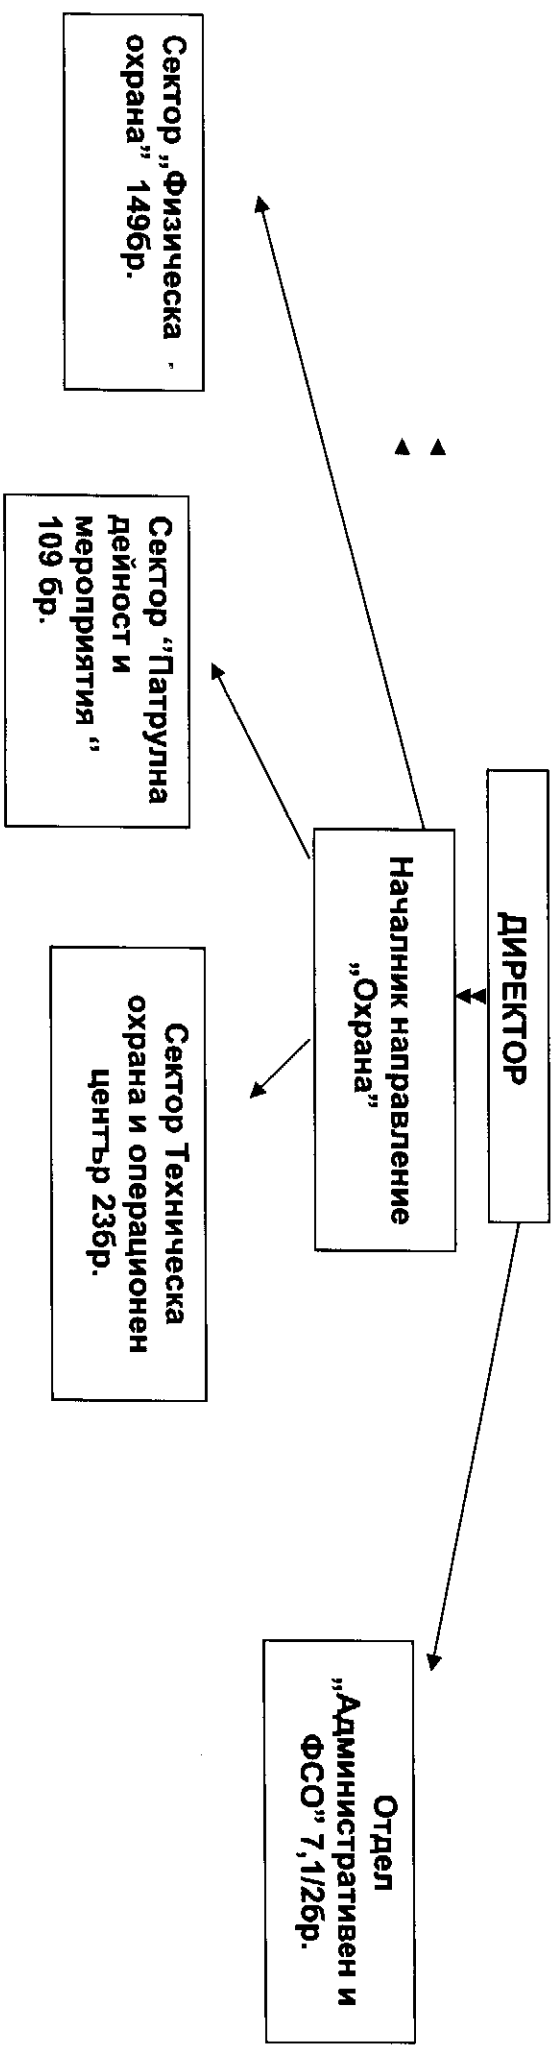 ДИРЕКТОР
Началник направление
„Охрана”
Сектор „Физическа
охрана” 149бр.
Сектор “Патрулна
дейност и
мероприятия “
109 бр.
Сектор Техническа
охрана и операционен
център 23бр.
Отдел
„Административен и
ФСО” 7,1/2бр.